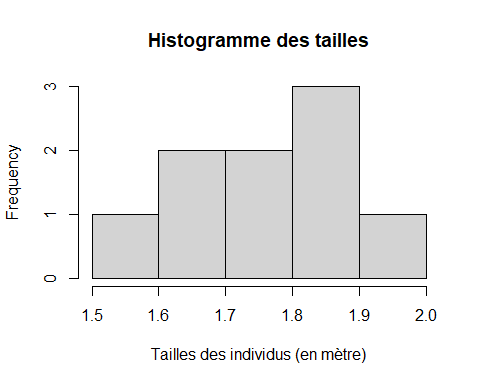 Histogramme des tailles
Frequency
3
2
1
0
1.5 1.6 1.7 1.8 1.9 2.0
Tailles des individus (en mètre)